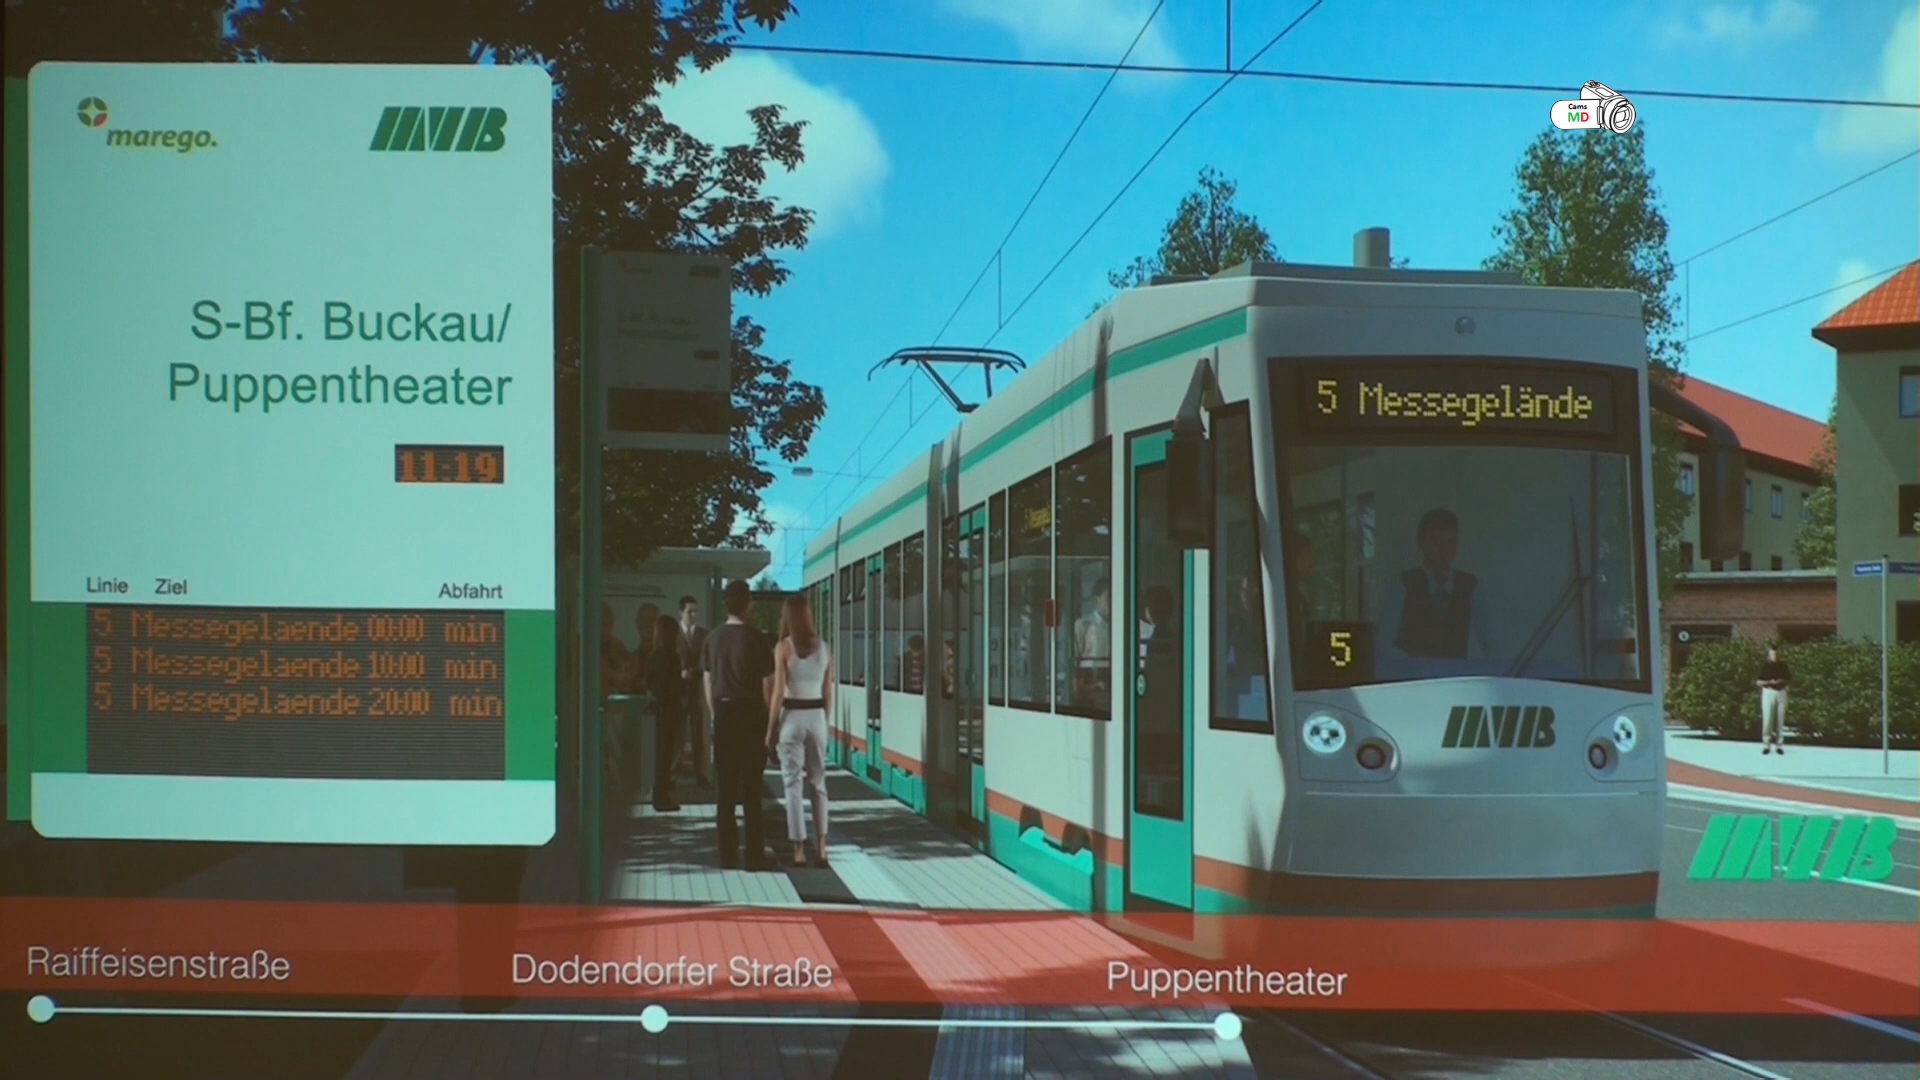 marego.
MVB
S-Bf. Buckau/
Puppentheater
11:19
Linie Ziel Abfahrt
5 Messegelaende 00:00 min
5 Messegelaende 10:00 min
5 Messegelaende 20:00 min
Cams
MD
5 Messegelände
5
MVB
MVB
Raiffeisenstraße
Dodendorfer Straße
Puppentheater